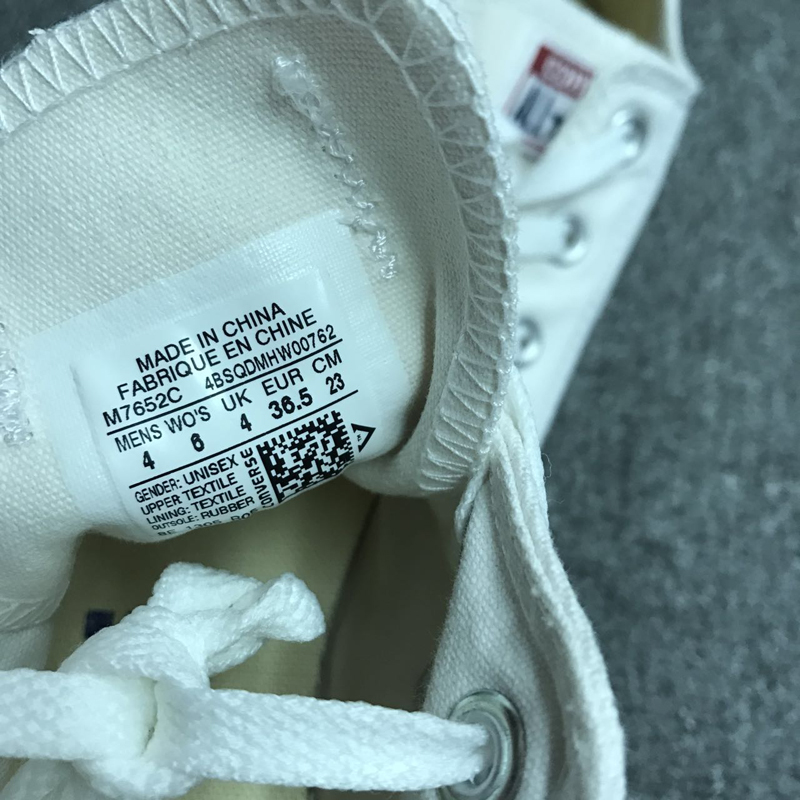 MADE IN CHINA
FABRIQUE EN CHINE
M7652C 4BSQDMHW00762
MENS WO'S UK EUR CM
4 6 4 36.5 23
GENDER: UNISEX
UPPER: TEXTILE
LINING: TEXTILE
OUTSOLE: RUBBER
CONVERSE